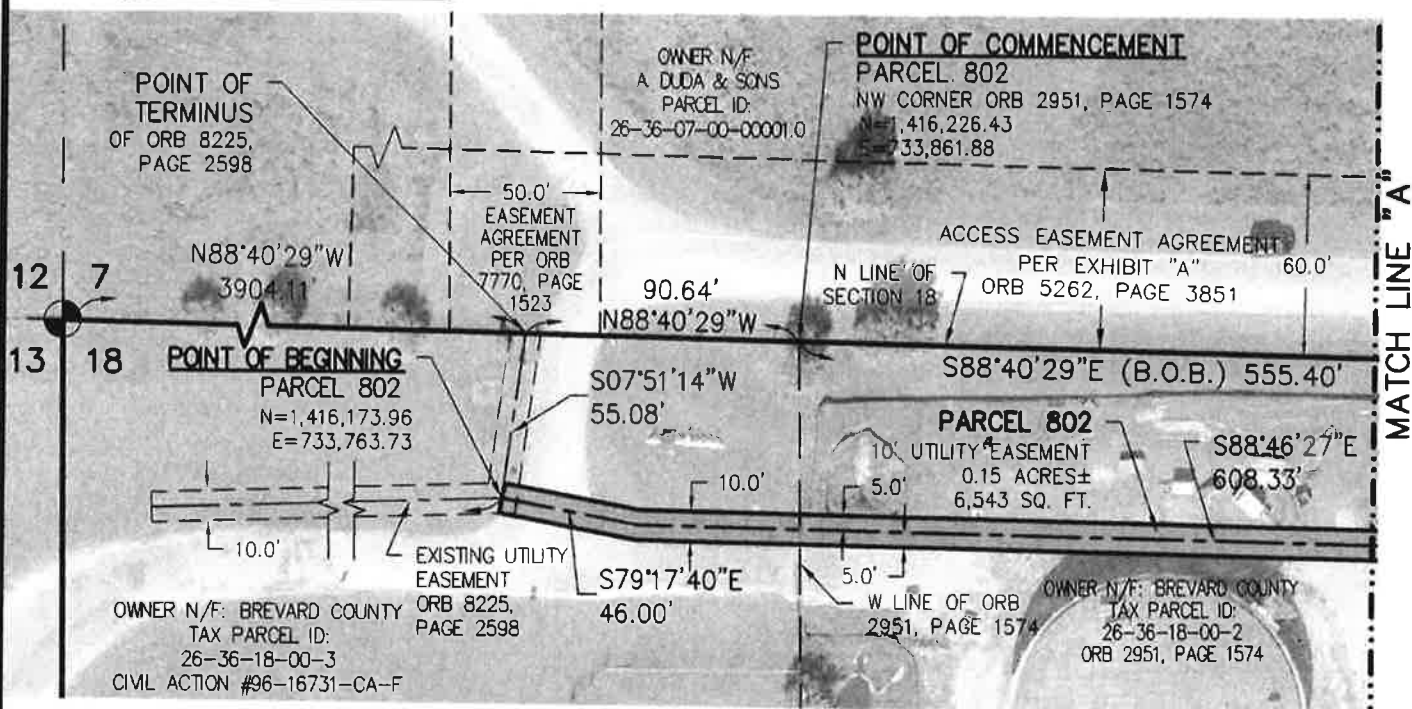 POINT OF
TERMINUS
OF ORB 8225,
PAGE 2598
OWNER N/F
A DUDA & SONS
PARCEL ID:
26-36-07-00-00001.0
POINT OF COMMENCEMENT
PARCEL 802
NW CORNER ORB 2951, PAGE 1574
N=1,416,226.43
733,861.88
50.0'
EASEMENT
AGREEMENT
PER ORB
7770, PAGE
1523
N88°40'29"W
3904.11'
12
7
13
18
90.64'
N88°40'29"W
N LINE OF
SECTION 18
ACCESS EASEMENT AGREEMENT
PER EXHIBIT "A"
ORB 5262, PAGE 3851
60.0'
MATCH LINE "A"
S88°40'29"E (B.O.B.) 555.40'
POINT OF BEGINNING
PARCEL 802
N=1,416,173.96
E=733,763.73
S07°51'14"W
55.08'
PARCEL 802
10' UTILITY EASEMENT
0.15 ACRES±
6,543 SQ. FT.
S88°46'27"E
608.33'
10.0'
5.0'
10.0'
5.0'
EXISTING UTILITY
EASEMENT
ORB 8225,
PAGE 2598
S79°17'40"E
46.00'
W LINE OF ORB
2951, PAGE 1574
OWNER N/F: BREVARD COUNTY
TAX PARCEL ID:
26-36-18-00-3
CIVIL ACTION #96-16731-CA-F
OWNER N/F: BREVARD COUNTY
TAX PARCEL ID:
26-36-18-00-2
ORB 2951, PAGE 1574